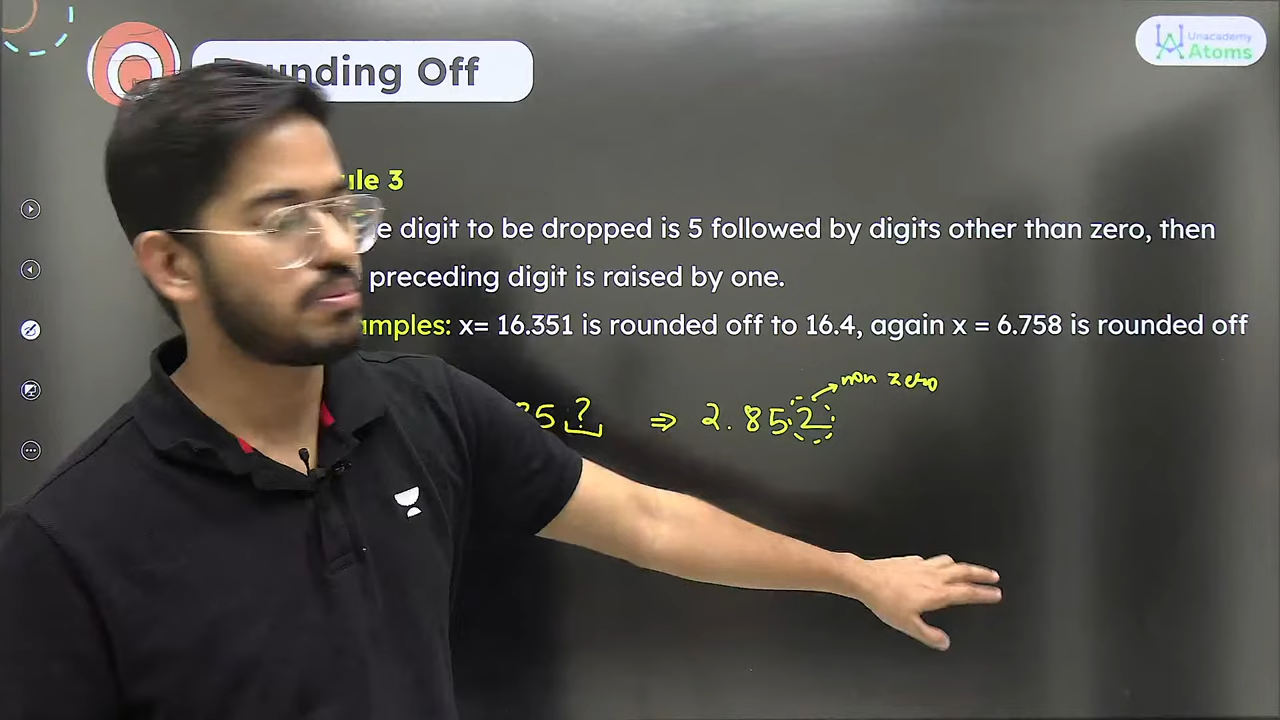 Unacademy
Atoms
Rounding Off
ule 3
e digit to be dropped is 5 followed by digits other than zero, then
preceding digit is raised by one.
amples: x= 16.351 is rounded off to 16.4, again x = 6.758 is rounded off
non zero
85 ? ⇒ 2.852